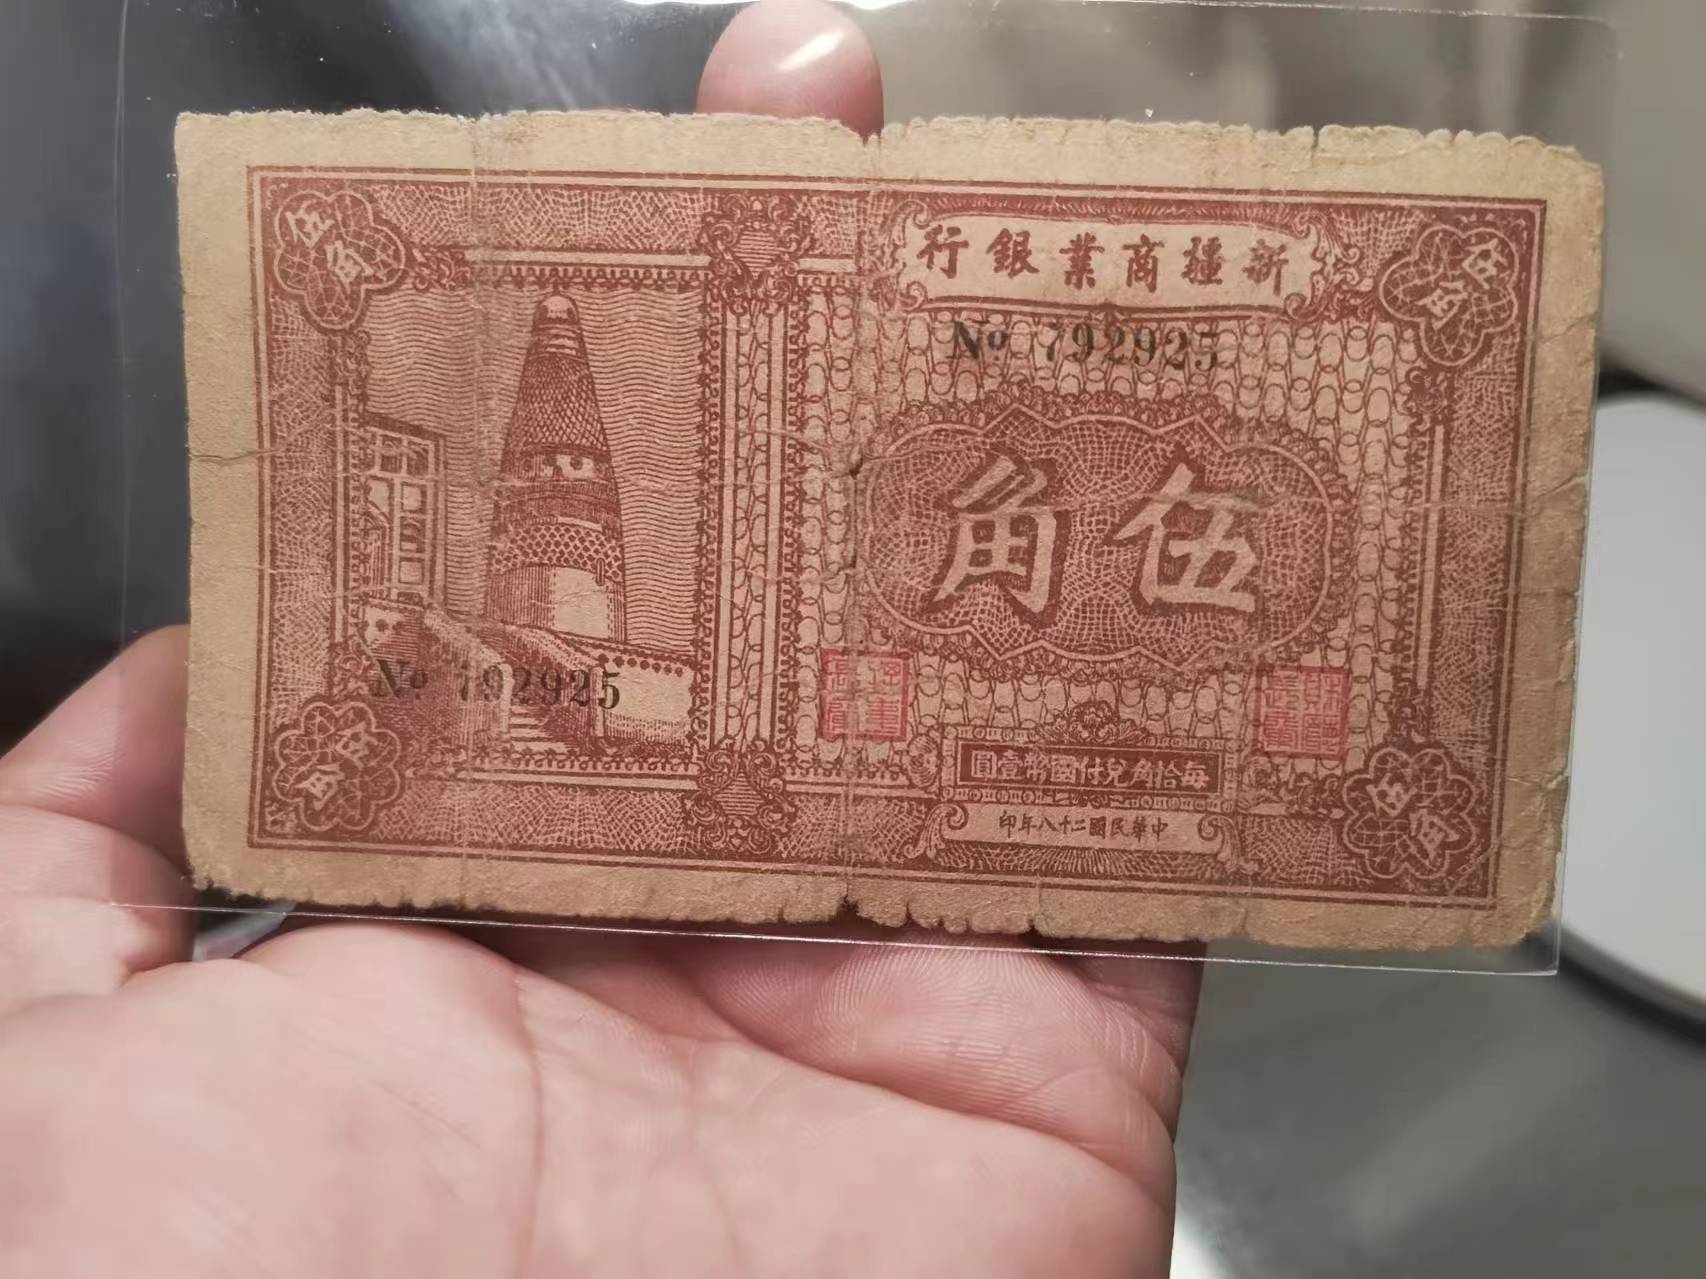 伍角
伍角
新疆商業銀行
No 792925
伍角
No 792925
每拾角兌付國幣壹圓
中華民國二十八年印
伍角
伍角